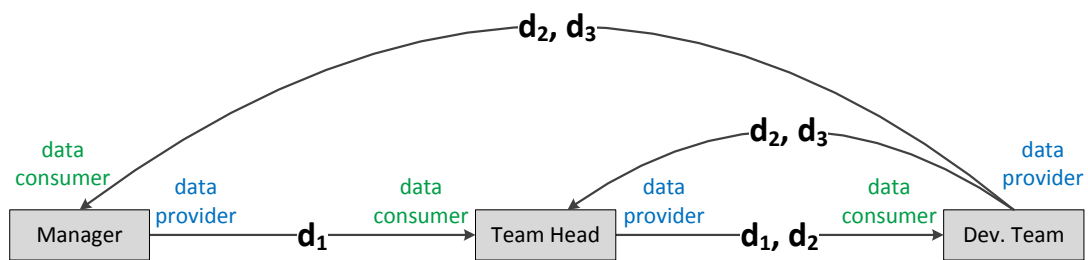 d₂, d₃
d₂, d₃
data
consumer
data
provider
data
consumer
data
provider
data
consumer
data
provider
Manager
d₁
Team Head
d₁, d₂
Dev. Team